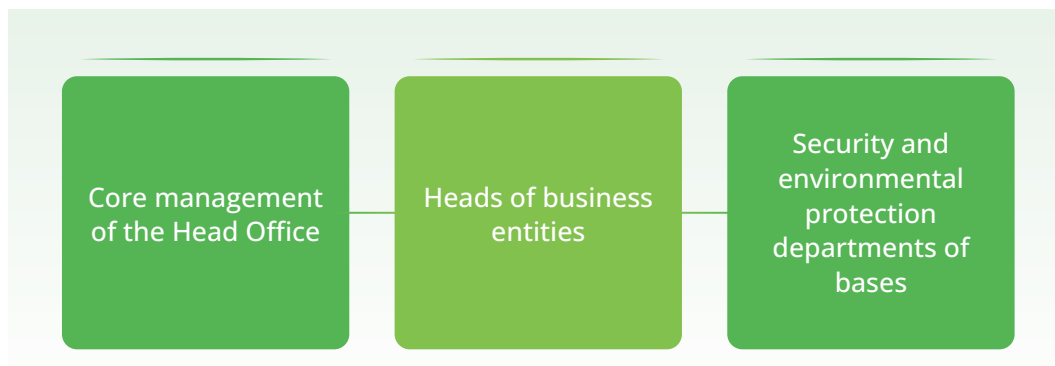 Core management
of the Head Office
Heads of business
entities
Security and
environmental
protection
departments of
bases